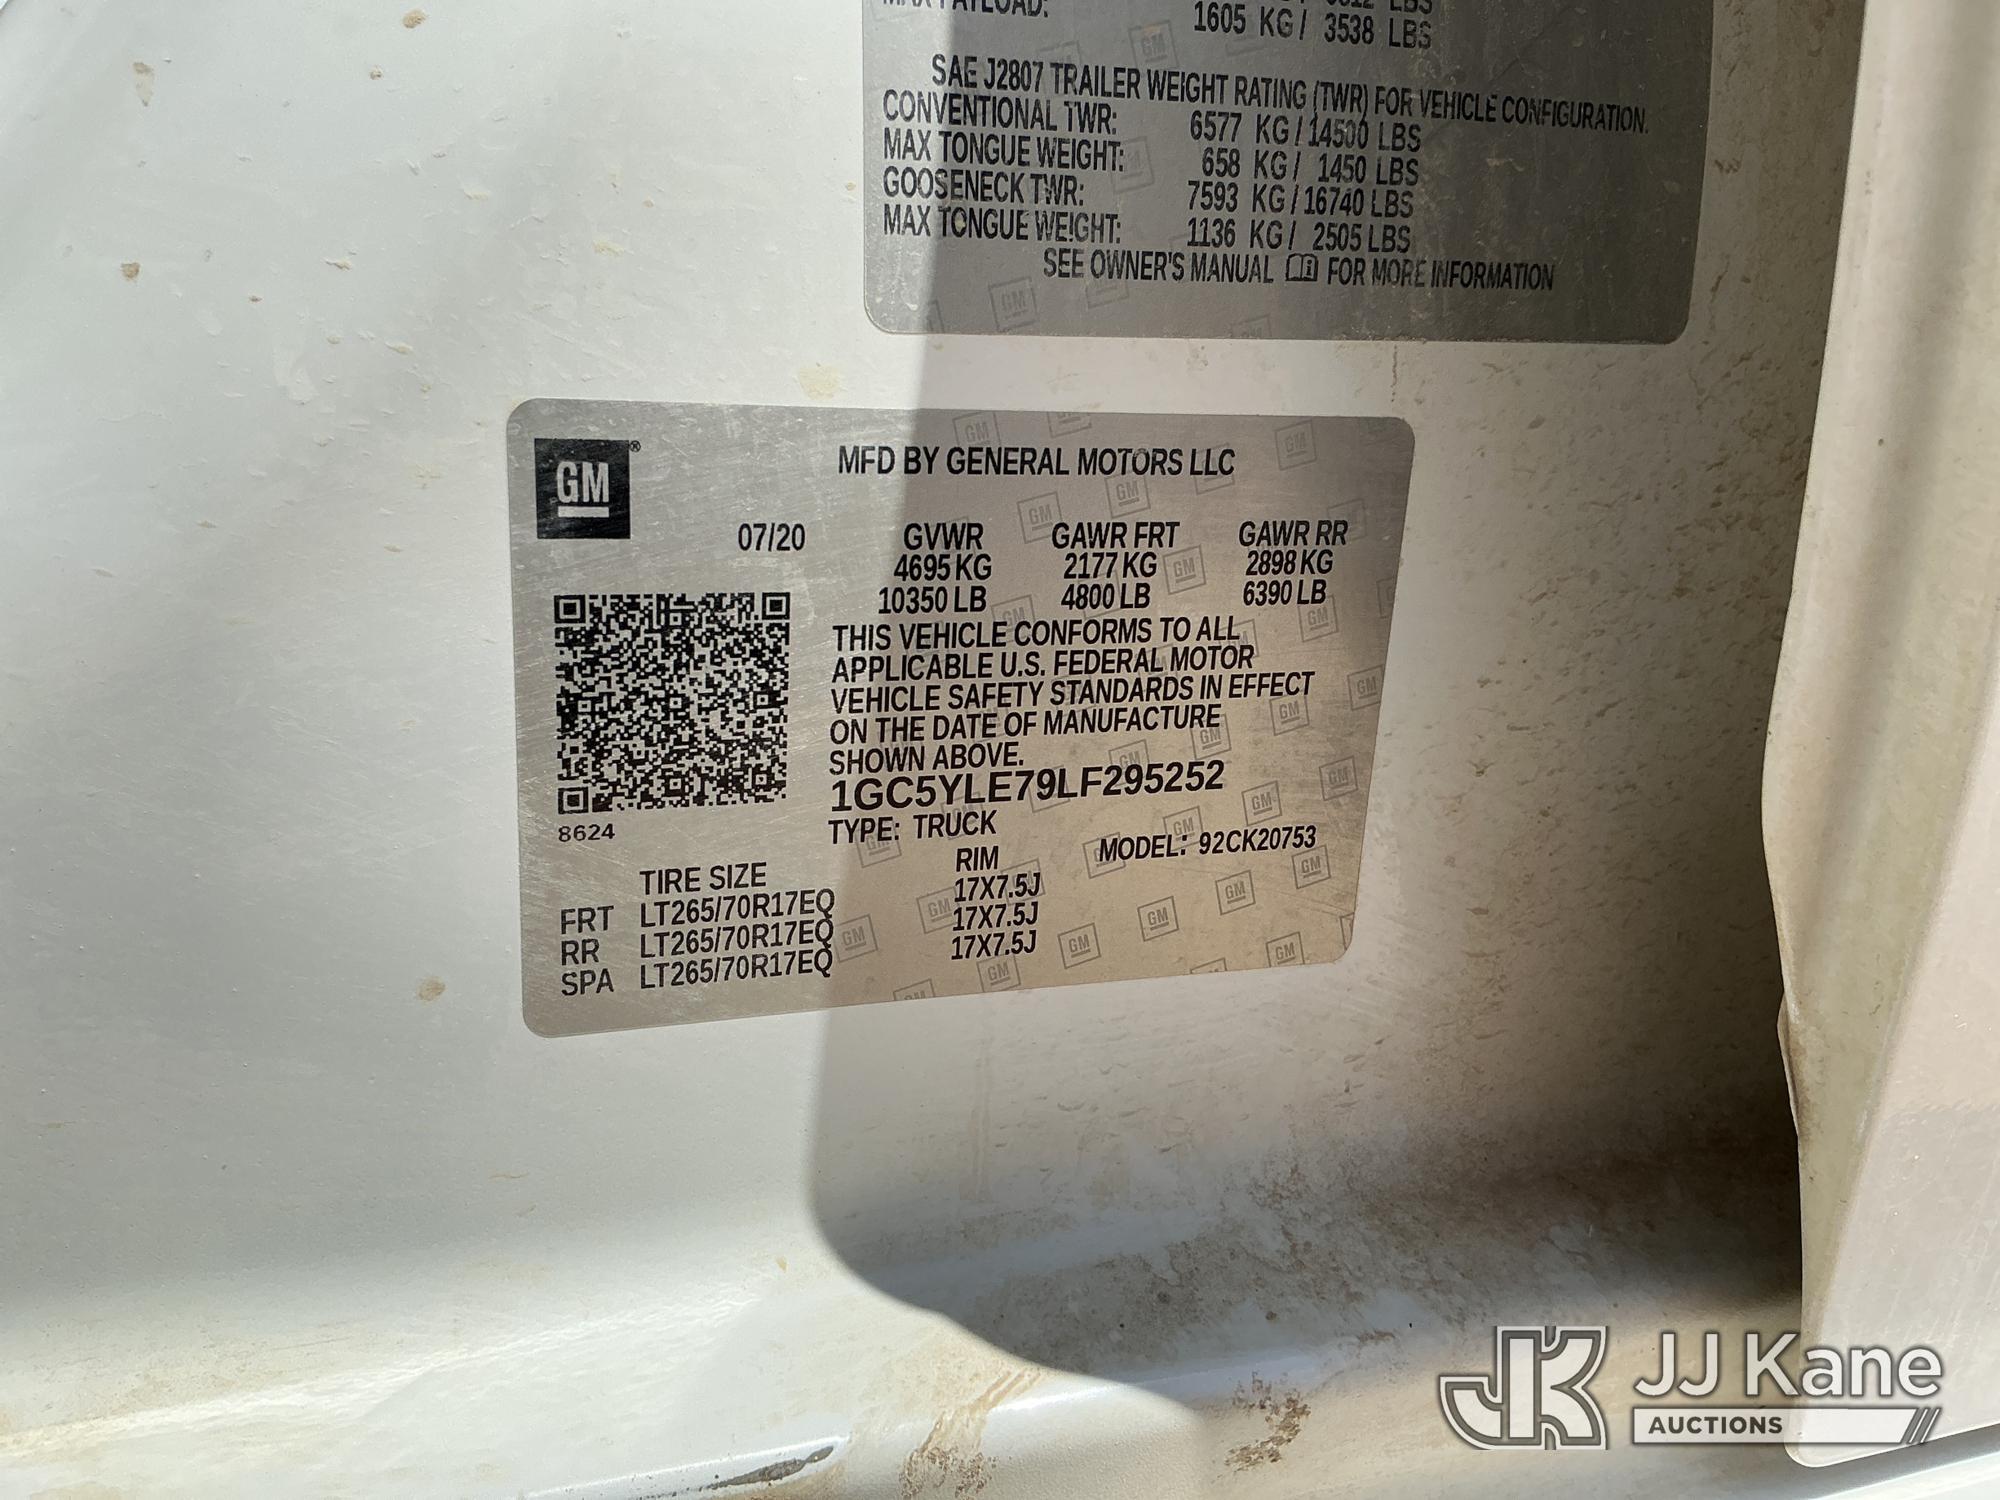 MAX PAYLOAD: 1605 KG / 3538 LBS
SAE J2807 TRAILER WEIGHT RATING (TWR) FOR VEHICLE CONFIGURATION.
CONVENTIONAL TWR: 6577 KG / 14500 LBS
MAX TONGUE WEIGHT: 658 KG / 1450 LBS
GOOSENECK TWR: 7593 KG / 16740 LBS
MAX TONGUE WEIGHT: 1136 KG / 2505 LBS
SEE OWNER'S MANUAL FOR MORE INFORMATION
GM®
MFD BY GENERAL MOTORS LLC
07/20 GVWR GAWR FRT GAWR RR
4695 KG 2177 KG 2898 KG
10350 LB 4800 LB 6390 LB
THIS VEHICLE CONFORMS TO ALL
APPLICABLE U.S. FEDERAL MOTOR
VEHICLE SAFETY STANDARDS IN EFFECT
ON THE DATE OF MANUFACTURE
SHOWN ABOVE.
1GC5YLE79LF295252
8624
TYPE: TRUCK MODEL: 92CK20753
TIRE SIZE RIM
FRT LT265/70R17EQ 17X7.5J
RR LT265/70R17EQ 17X7.5J
SPA LT265/70R17EQ 17X7.5J
JK JJ Kane
AUCTIONS